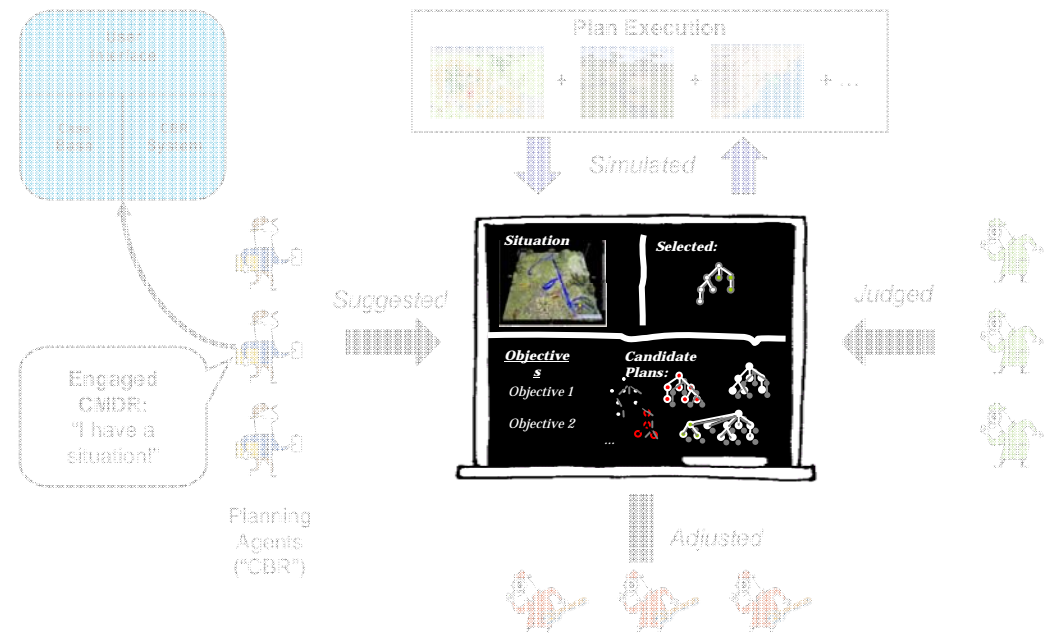 Plan Execution
+ + + ...
Simulated
Situation
Selected:
Suggested
Judged
Objective
s
Candidate
Plans:
Objective 1
Objective 2
...
Engaged
CMDR:
“I have a
situation!”
Planning
Agents
(“CBR”)
Adjusted